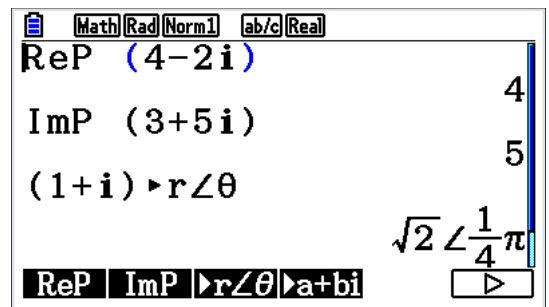 Math Rad Norm1 ab/c Real
ReP (4-2i)
4
ImP (3+5i)
5
(1+i)▸r∠θ
√2∠1/4π
ReP ImP ▸r∠θ ▸a+bi ▷